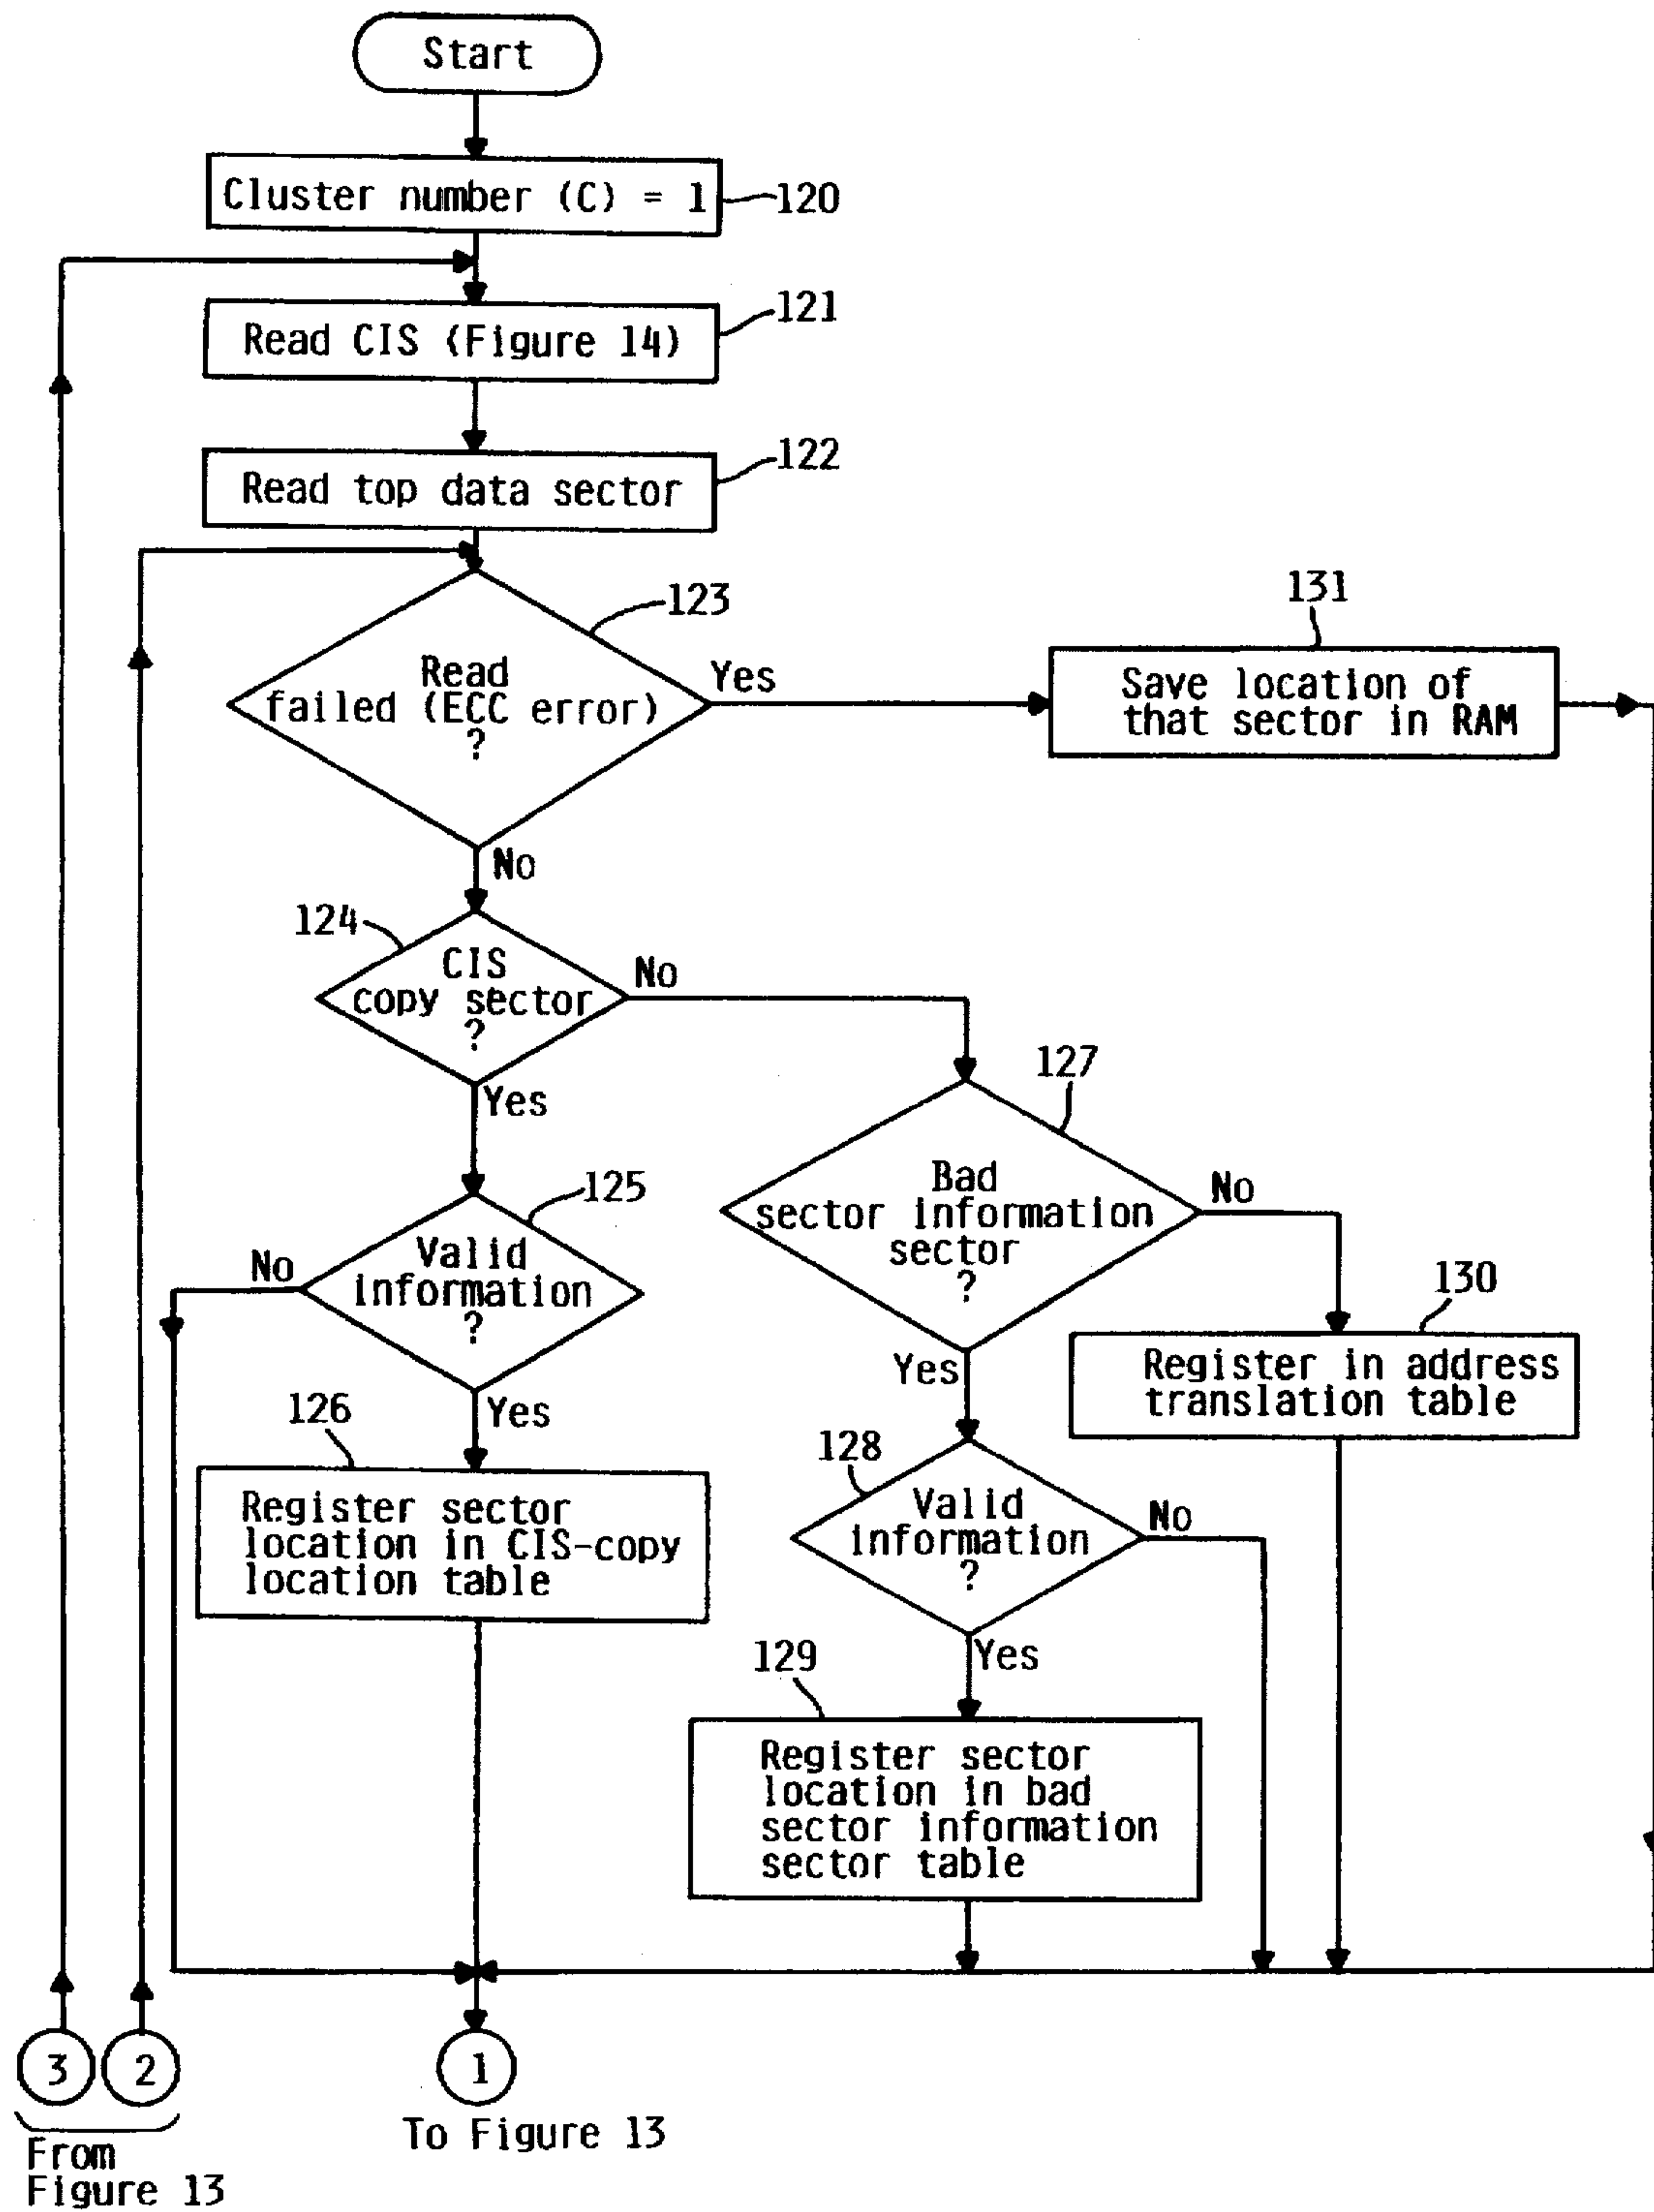 Start
Cluster number (C) = 1
120
Read CIS (Figure 14)
121
Read top data sector
122
123
Read
failed (ECC error)
?
Yes
131
Save location of
that sector in RAM
No
124
CIS
copy sector
?
No
Yes
127
Bad
sector information
sector
?
No
125
Valid
information
?
No
Yes
130
Register in address
translation table
Yes
126
Register sector
location in CIS-copy
location table
128
Valid
information
?
No
Yes
129
Register sector
location in bad
sector information
sector table
3
2
1
From
Figure 13
To Figure 13